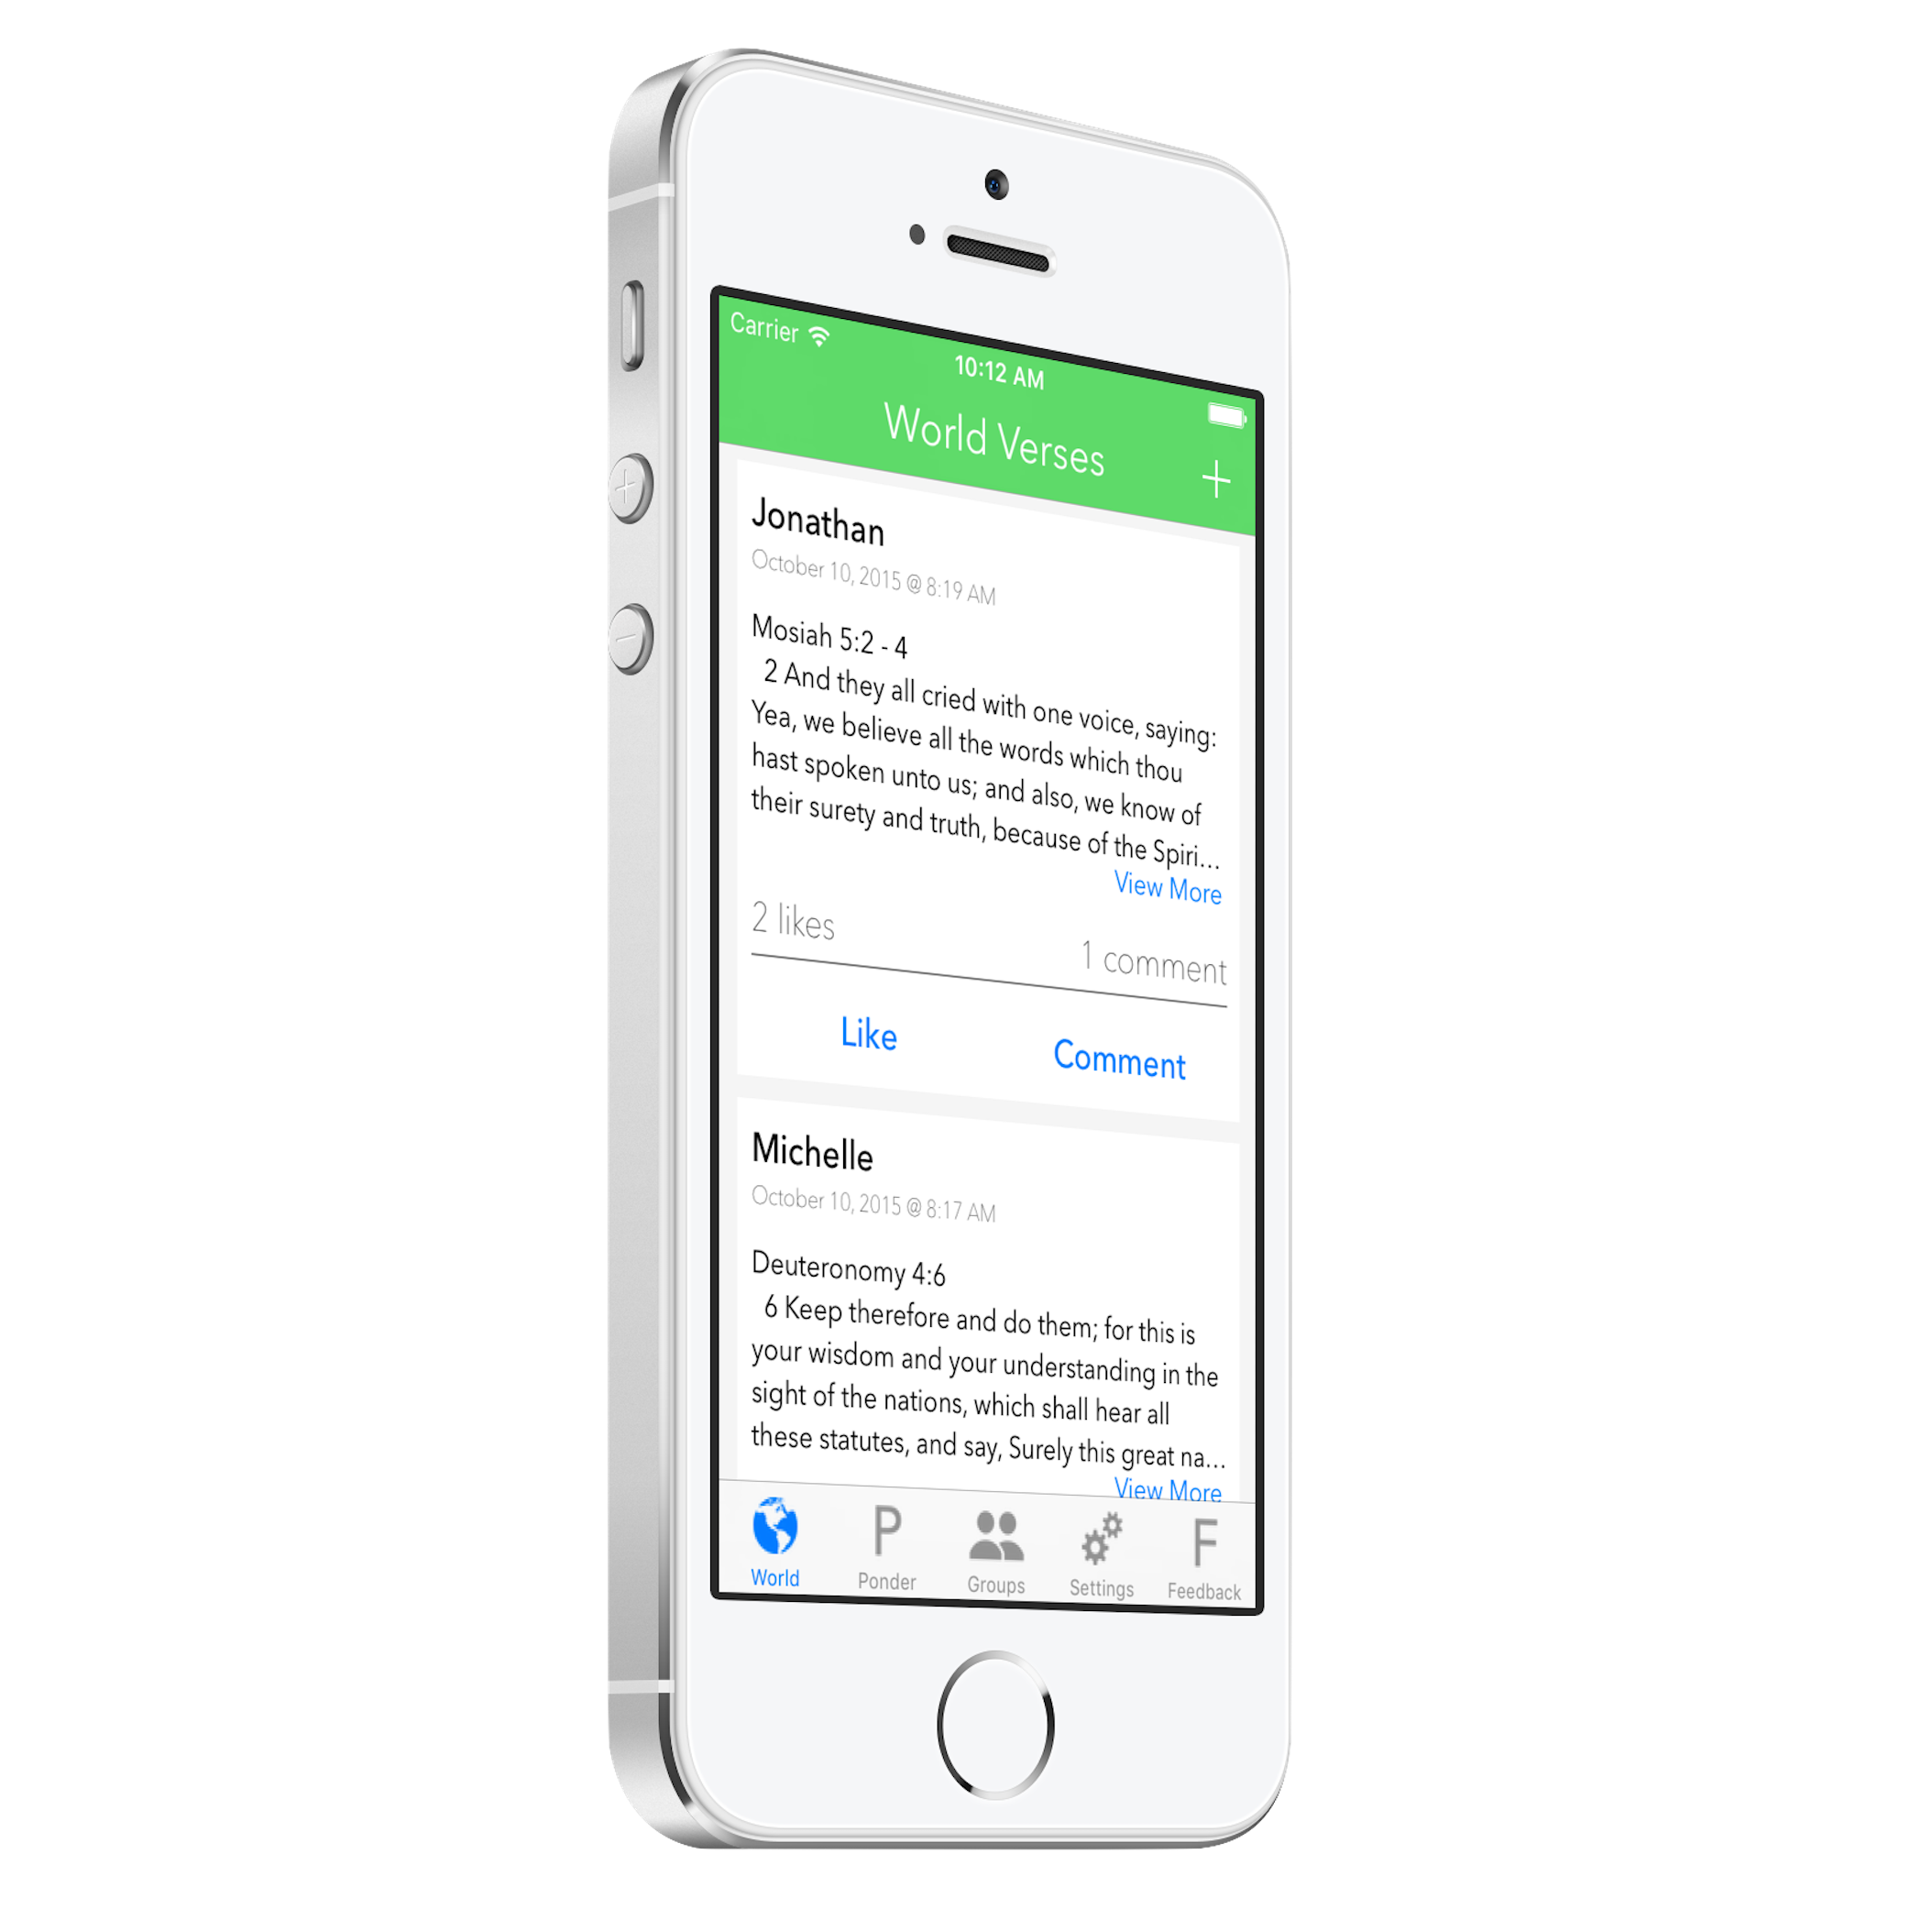 Carrier
10:12 AM
World Verses
+
Jonathan
October 10, 2015 @ 8:19 AM
Mosiah 5:2 - 4
2 And they all cried with one voice, saying:
Yea, we believe all the words which thou
hast spoken unto us; and also, we know of
their surety and truth, because of the Spiri...
View More
2 likes
1 comment
Like
Comment
Michelle
October 10, 2015 @ 8:17 AM
Deuteronomy 4:6
6 Keep therefore and do them; for this is
your wisdom and your understanding in the
sight of the nations, which shall hear all
these statutes, and say, Surely this great na...
View More
P
F
World
Ponder
Groups
Settings
Feedback